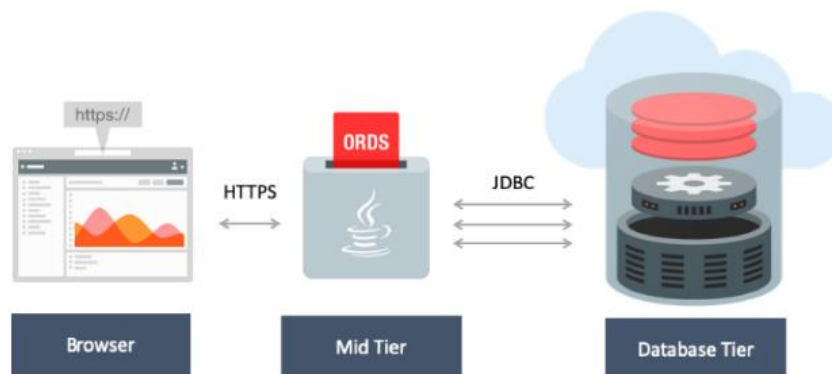 https://
ORDS
HTTPS
JDBC
Browser
Mid Tier
Database Tier